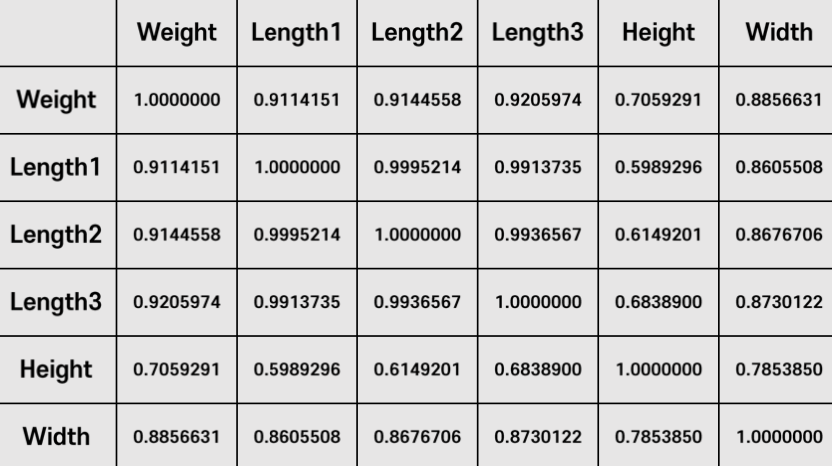 Weight Length1 Length2 Length3 Height Width
Weight 1.0000000 0.9114151 0.9144558 0.9205974 0.7059291 0.8856631
Length1 0.9114151 1.0000000 0.9995214 0.9913735 0.5989296 0.8605508
Length2 0.9144558 0.9995214 1.0000000 0.9936567 0.6149201 0.8676706
Length3 0.9205974 0.9913735 0.9936567 1.0000000 0.6838900 0.8730122
Height 0.7059291 0.5989296 0.6149201 0.6838900 1.0000000 0.7853850
Width 0.8856631 0.8605508 0.8676706 0.8730122 0.7853850 1.0000000